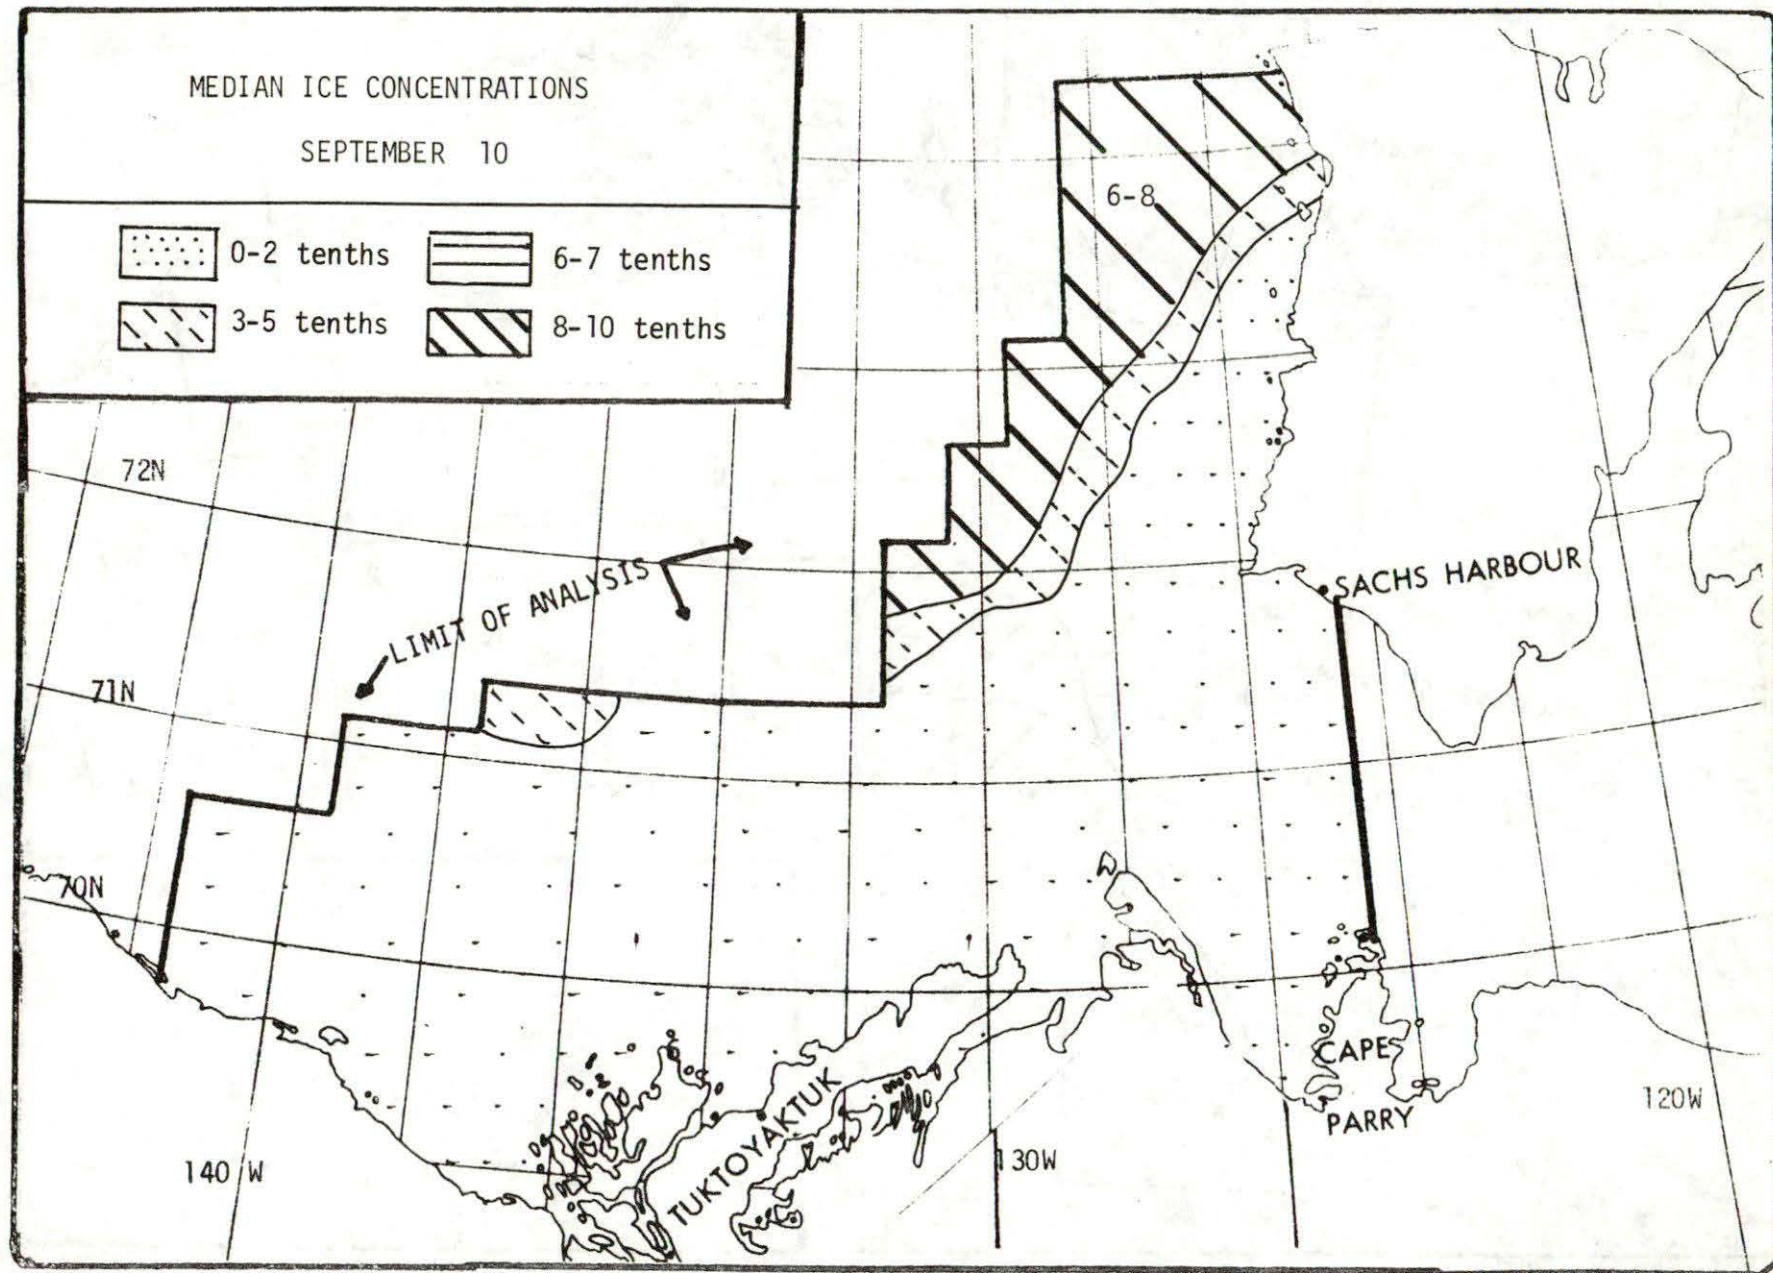 MEDIAN ICE CONCENTRATIONS
SEPTEMBER 10
0-2 tenths
6-7 tenths
3-5 tenths
8-10 tenths
6-8
72N
LIMIT OF ANALYSIS
SACHS HARBOUR
71N
70N
CAPE
PARRY
TUKTOYAKTUK
140 W
130W
120W